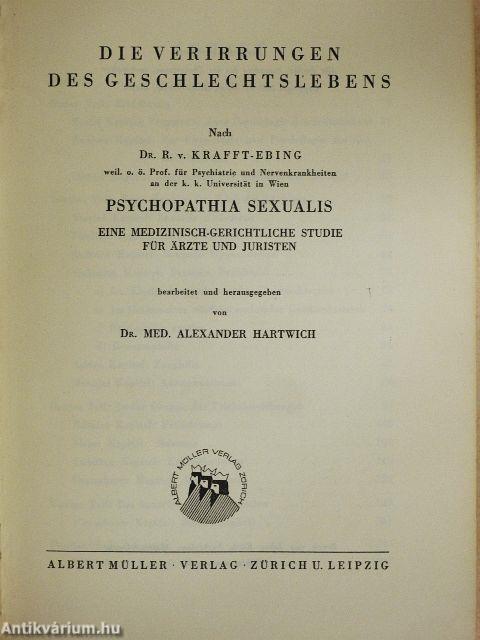 DIE VERIRRUNGEN
DES GESCHLECHTSLEBENS
Nach
DR. R. v. KRAFFT-EBING
weil. o. ö. Prof. für Psychiatrie und Nervenkrankheiten
an der k. k. Universität in Wien
PSYCHOPATHIA SEXUALIS
EINE MEDIZINISCH-GERICHTLICHE STUDIE
FÜR ÄRZTE UND JURISTEN
bearbeitet und herausgegeben
von
DR. MED. ALEXANDER HARTWICH
ALBERT MÜLLER VERLAG ZÜRICH
ALBERT MÜLLER · VERLAG · ZÜRICH U. LEIPZIG
Antikvárium.hu